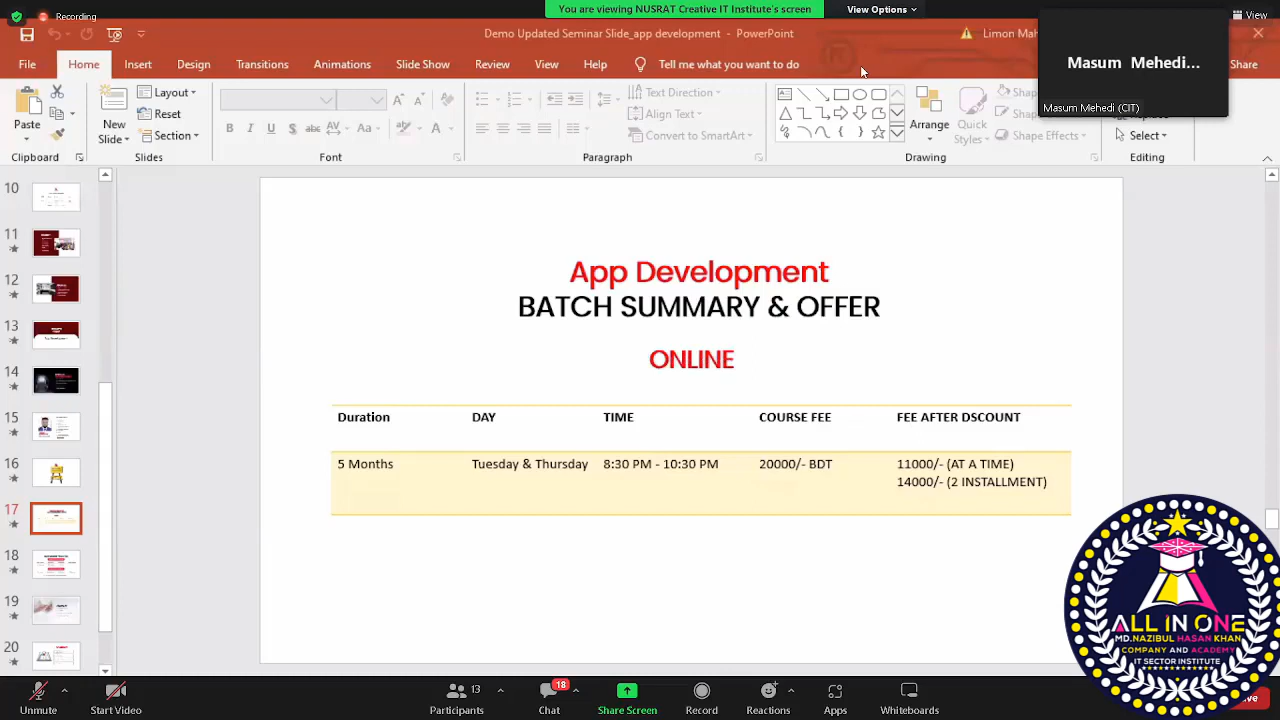 Recording
You are viewing NUSRAT Creative IT Institute's screen
View Options
Demo Updated Seminar Slide_app development - PowerPoint
Limon Mah
Masum Mehedi...
Masum Mehedi (CIT)
File
Home
Insert
Design
Transitions
Animations
Slide Show
Review
View
Help
Tell me what you want to do
Share
Paste
New
Slide
Layout
Reset
Section
B I U S abc AV Aa
Text Direction
Align Text
Convert to SmartArt
Arrange
Quick
Styles
Shape Effects
Select
Clipboard
Slides
Font
Paragraph
Drawing
Editing
10
11
12
13
14
15
16
17
18
19
20
App Development
BATCH SUMMARY & OFFER
ONLINE
Duration DAY TIME COURSE FEE FEE AFTER DSCOUNT
5 Months Tuesday & Thursday 8:30 PM - 10:30 PM 20000/- BDT 11000/- (AT A TIME)
14000/- (2 INSTALLMENT)
ALL IN ONE
MD.NAZIBUL HASAN KHAN
COMPANY AND ACADEMY
IT SECTOR INSTITUTE
Unmute
Start Video
Participants
13
Chat
18
Share Screen
Record
Reactions
Apps
Whiteboards